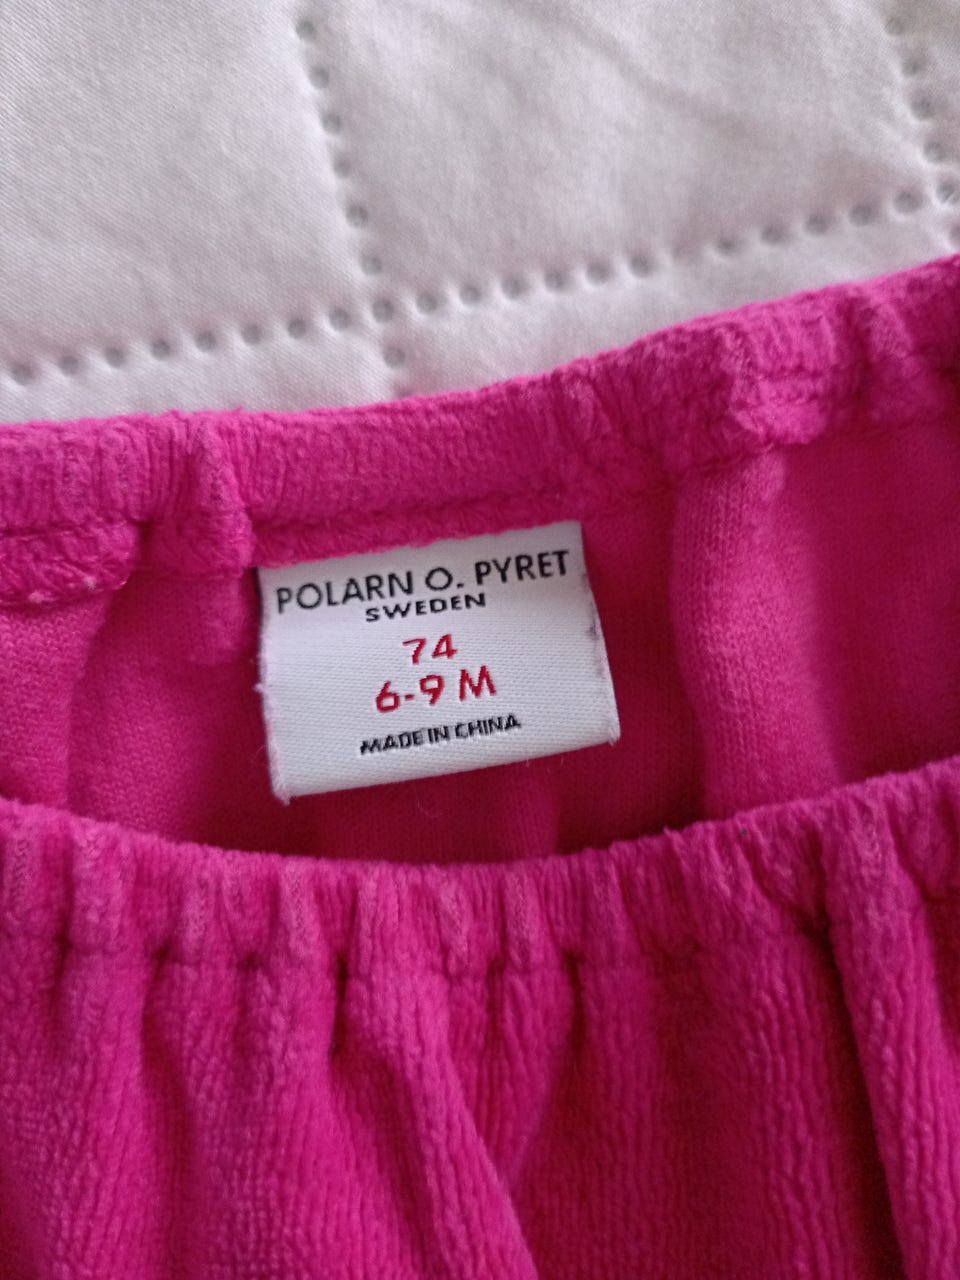 POLARN O. PYRET
SWEDEN
74
6-9 M
MADE IN CHINA